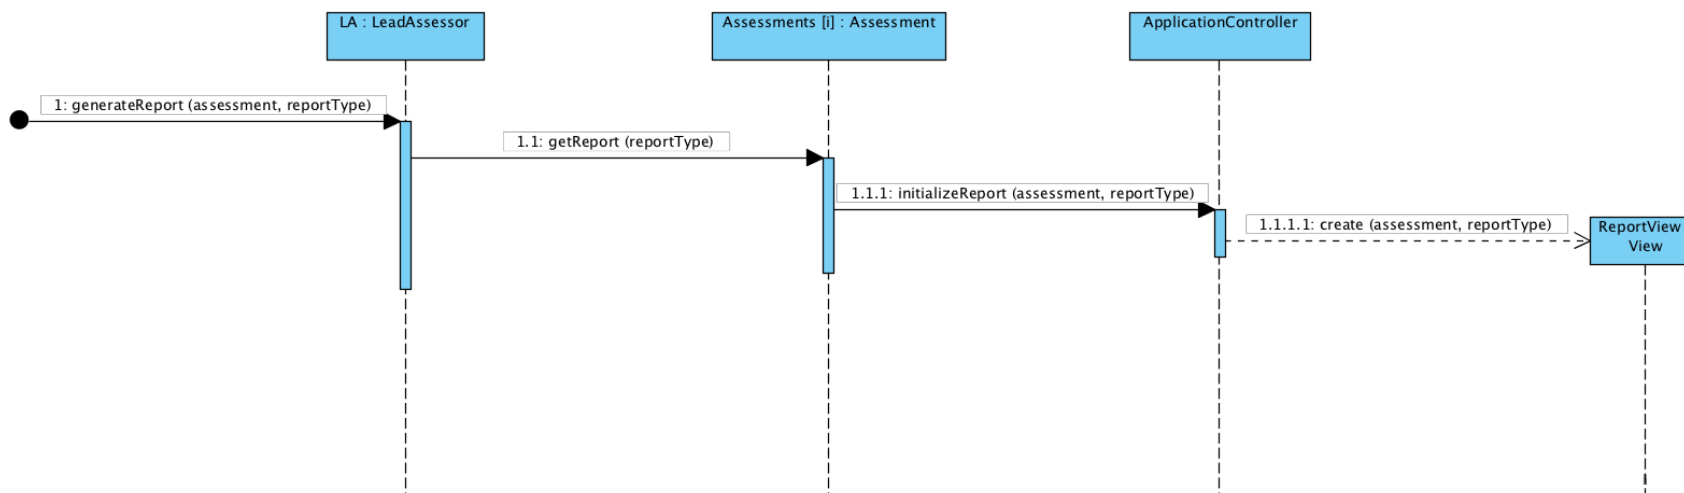 LA : LeadAssessor
Assessments [i] : Assessment
ApplicationController
1: generateReport (assessment, reportType)
1.1: getReport (reportType)
1.1.1: initializeReport (assessment, reportType)
1.1.1.1: create (assessment, reportType)
ReportView
View